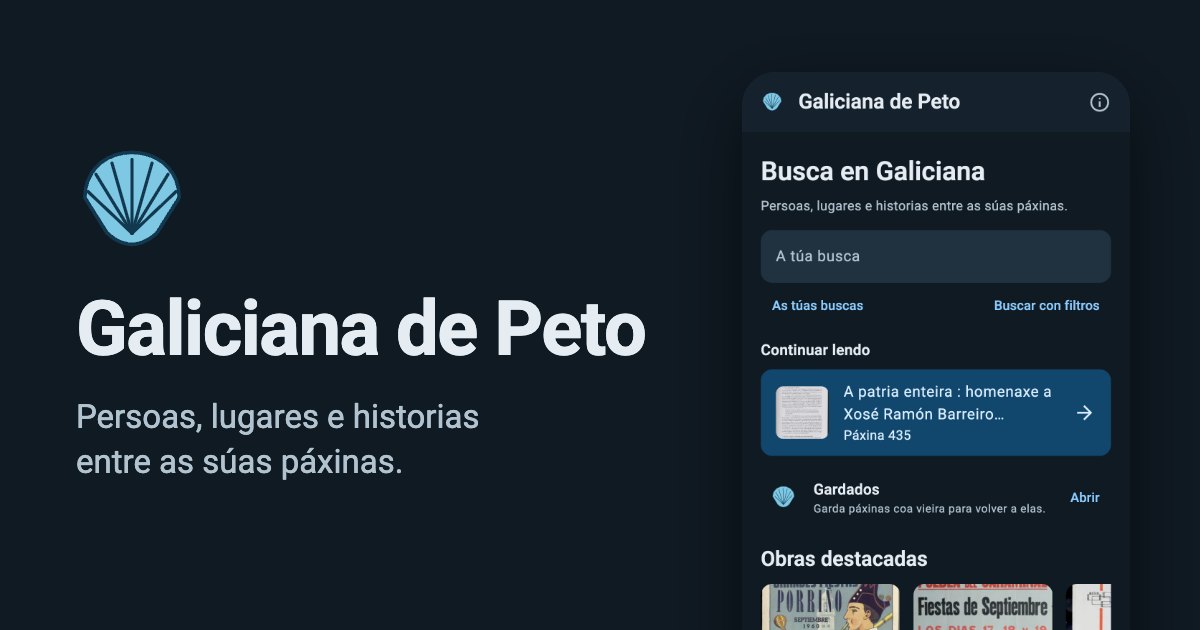 Galiciana de Peto
Persoas, lugares e historias
entre as súas páxinas.
Galiciana de Peto
Busca en Galiciana
Persoas, lugares e historias entre as súas páxinas.
A túa busca
As túas buscas
Buscar con filtros
Continuar lendo
A patria enteira : homenaxe a
Xosé Ramón Barreiro...
Páxina 435
Gardados
Garda páxinas coa vieira para volver a elas.
Abrir
Obras destacadas
PORRIÑO
SEPTIEMBRE
Fiestas de Septiembre